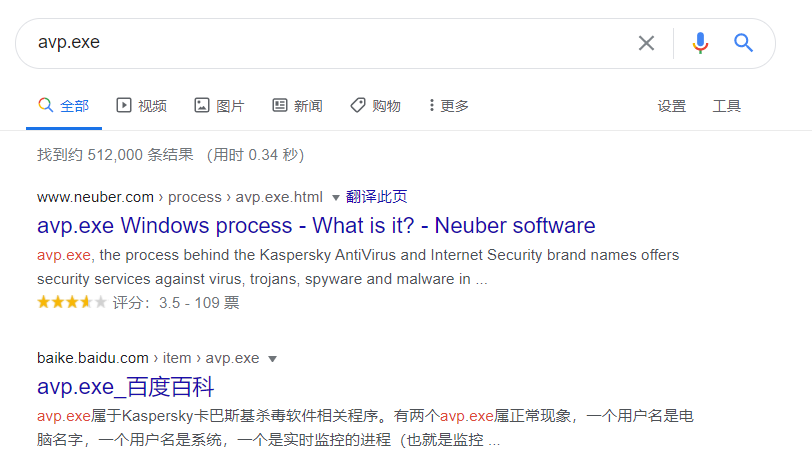 avp.exe
全部 视频 图片 新闻 购物 更多 设置 工具
找到约 512,000 条结果 （用时 0.34 秒）
www.neuber.com › process › avp.exe.html 翻译此页
avp.exe Windows process - What is it? - Neuber software
avp.exe, the process behind the Kaspersky AntiVirus and Internet Security brand names offers
security services against virus, trojans, spyware and malware in ...
评分：3.5 - 109 票
baike.baidu.com › item › avp.exe
avp.exe_百度百科
avp.exe属于Kaspersky卡巴斯基杀毒软件相关程序。有两个avp.exe属正常现象，一个用户名是电
脑名字，一个用户名是系统，一个是实时监控的进程（也就是监控 ...